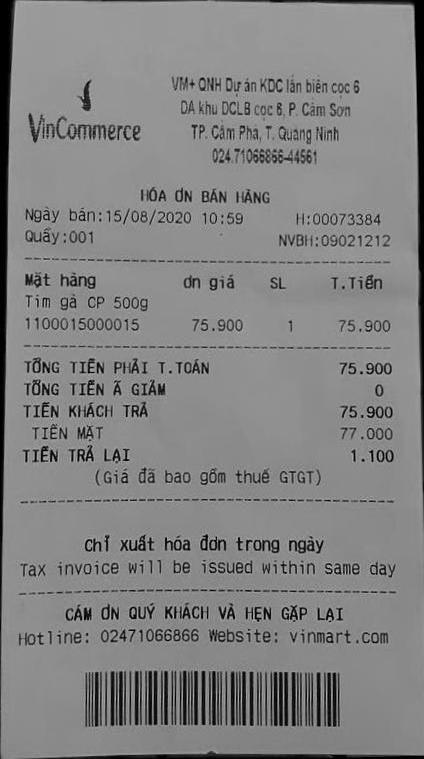 VM+ QNH Dự án KDC lấn biên cọc 6
DA khu DCLB cọc 6, P. Cẩm Sơn
TP. Cẩm Phả, T. Quảng Ninh
024.71066866-44561
VinCommerce
HÓA ƠN BÁN HÀNG
Ngày bán:15/08/2020 10:59 H:00073384
Quầy:001 NVBH:09021212
Mặt hàng ơn giá SL T.Tiền
Tim gà CP 500g
1100015000015 75.900 1 75.900
TỔNG TIỀN PHẢI T.TOÁN 75.900
TỔNG TIỀN Ã GIẢM 0
TIỀN KHÁCH TRẢ 75.900
TIỀN MẶT 77.000
TIỀN TRẢ LẠI 1.100
(Giá đã bao gồm thuế GTGT)
Chỉ xuất hóa đơn trong ngày
Tax invoice will be issued within same day
CÁM ƠN QUÝ KHÁCH VÀ HẸN GẶP LẠI
Hotline: 02471066866 Website: vinmart.com